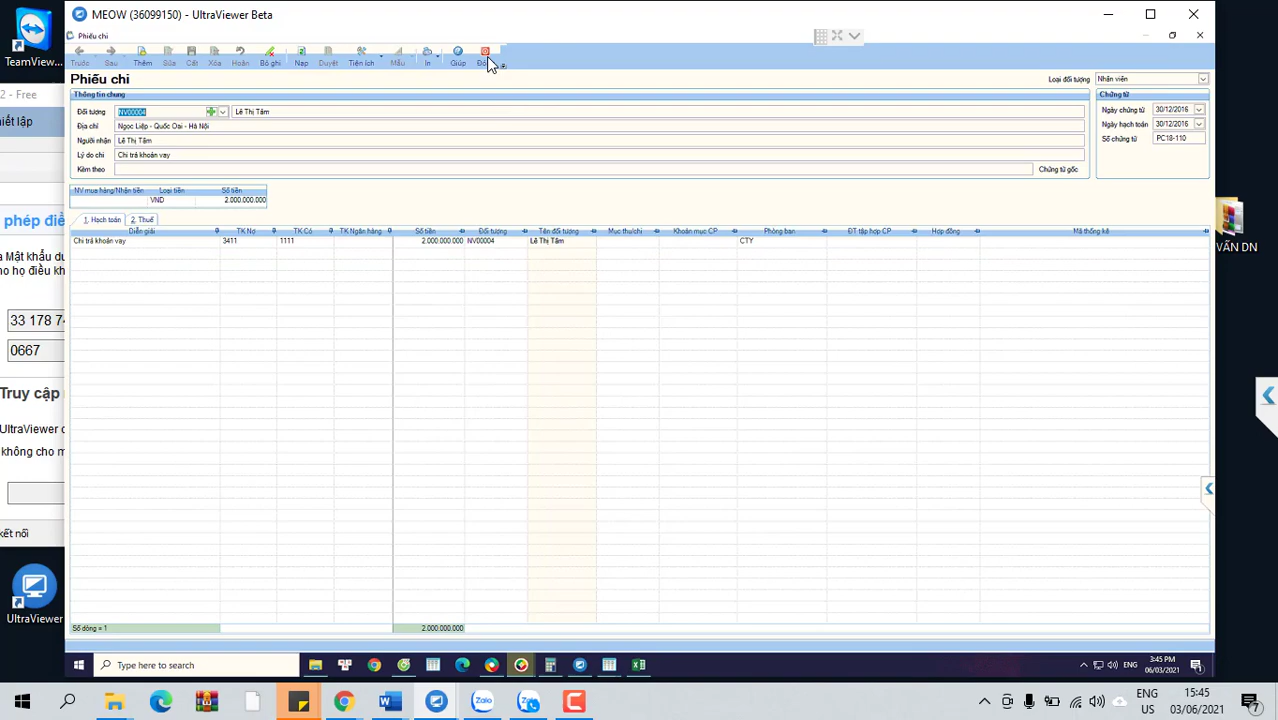 MEOW (36099150) - UltraViewer Beta
TeamView...
2 - Free
Phiếu chi
Trước Sau Thêm Sửa Cất Xóa Hoãn Bỏ ghi Nạp Duyệt Tiện ích Mẫu In Giúp
Phiếu chi
Loại đối tượng Nhân viên
Thông tin chung
Chứng từ
Đối tượng NV00004 Lê Thị Tấm
Ngày chứng từ 30/12/2016
Địa chỉ Ngọc Liệp - Quốc Oai - Hà Nội
Ngày hạch toán 30/12/2016
Người nhận Lê Thị Tấm
Số chứng từ PC18-110
Lý do chi Chi trả khoản vay
Kèm theo Chứng từ gốc
NV mua hàng/Nhận tiền Loại tiền Số tiền
VND 2.000.000.000
1. Hạch toán 2. Thuế
Diễn giải TK Nợ TK Có TK Ngân hàng Số tiền Đối tượng Tên đối tượng Mục thu/chi Khoản mục CP Phòng ban ĐT tập hợp CP Hợp đồng Mã thống kê
Chi trả khoản vay 3411 1111 2.000.000.000 NV00004 Lê Thị Tấm CTY
Số dòng = 1 2.000.000.000
iết lập
phép điều
a Mật khẩu dư
ho họ điều kh
33 178 74
0667
Truy cập
UltraViewer
không cho m
kết nối
UltraViewer
VẤN DN
Type here to search
ENG
3:45 PM
06/03/2021
ENG
US
15:45
03/06/2021
7